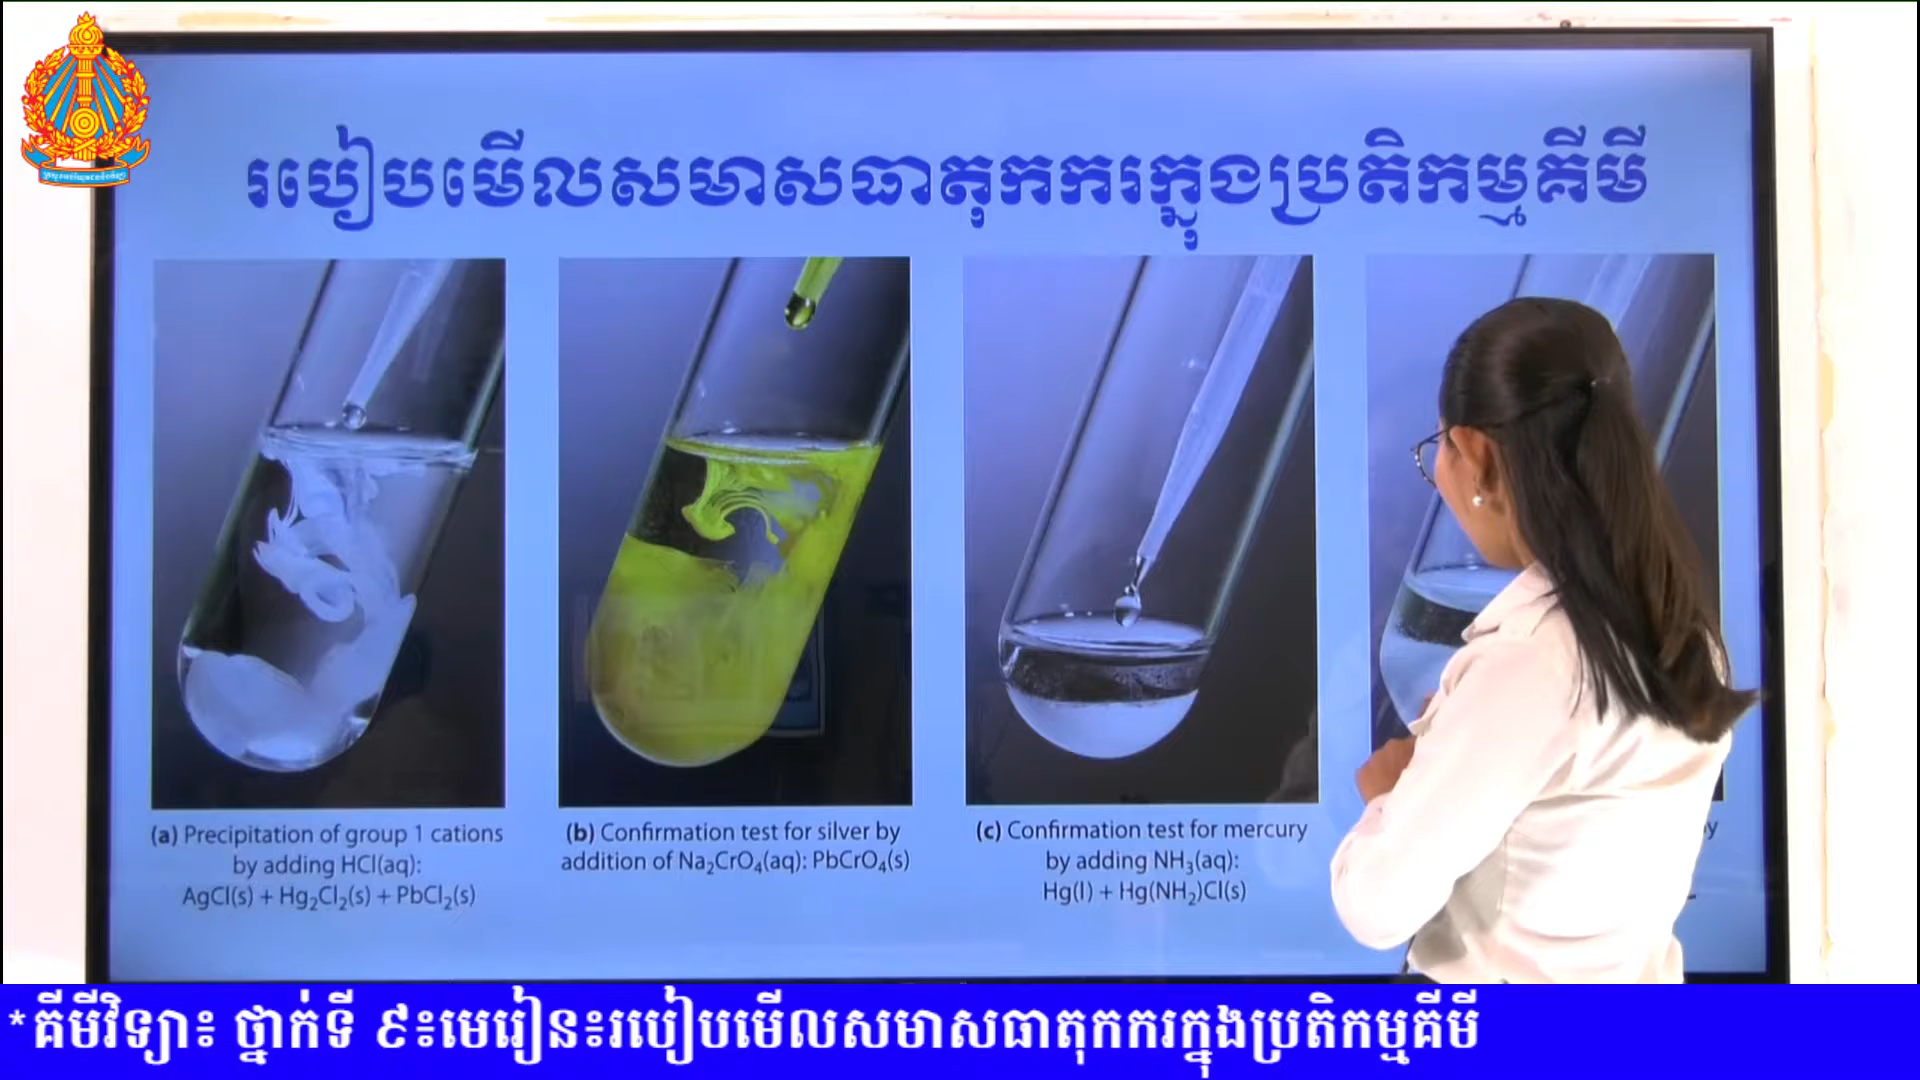 របៀបមើលសមាសធាតុកករក្នុងប្រតិកម្មគីមី
(a) Precipitation of group 1 cations
by adding HCl(aq):
AgCl(s) + Hg₂Cl₂(s) + PbCl₂(s)
(b) Confirmation test for silver by
addition of Na₂CrO₄(aq): PbCrO₄(s)
(c) Confirmation test for mercury
by adding NH₃(aq):
Hg(l) + Hg(NH₂)Cl(s)
*គីមីវិទ្យា៖ ថ្នាក់ទី ៩៖មេរៀន៖របៀបមើលសមាសធាតុកករក្នុងប្រតិកម្មគីមី